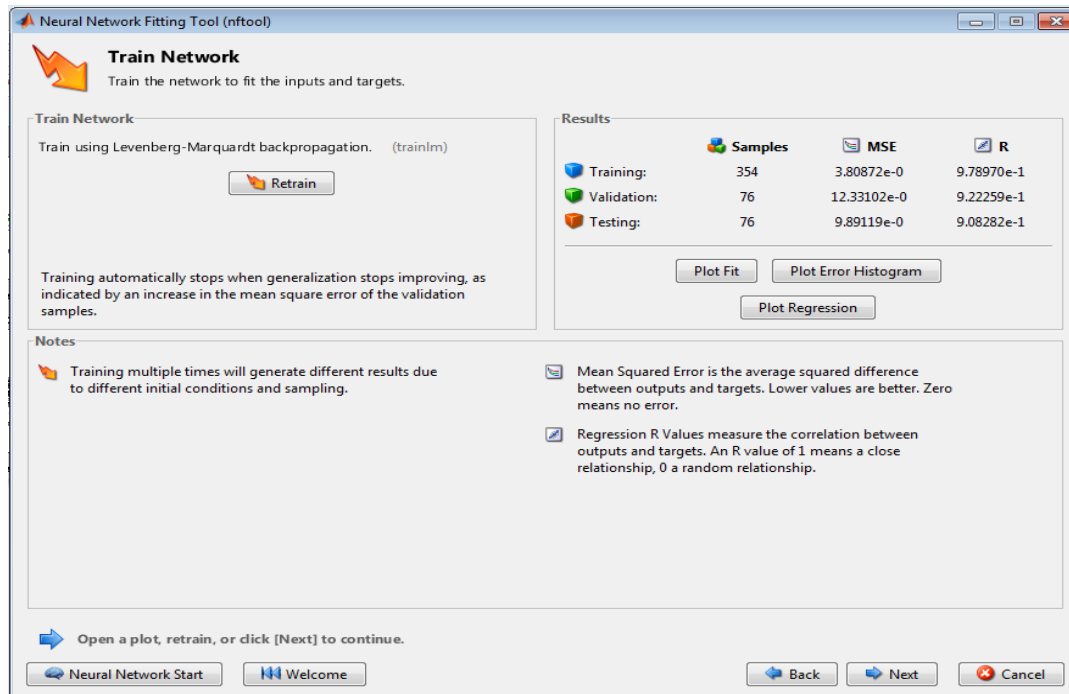 Neural Network Fitting Tool (nftool)
Train Network
Train the network to fit the inputs and targets.
Train Network
Train using Levenberg-Marquardt backpropagation. (trainlm)
Retrain
Training automatically stops when generalization stops improving, as
indicated by an increase in the mean square error of the validation
samples.
Results
Samples MSE R
Training: 354 3.80872e-0 9.78970e-1
Validation: 76 12.33102e-0 9.22259e-1
Testing: 76 9.89119e-0 9.08282e-1
Plot Fit Plot Error Histogram
Plot Regression
Notes
Training multiple times will generate different results due
to different initial conditions and sampling.
Mean Squared Error is the average squared difference
between outputs and targets. Lower values are better. Zero
means no error.
Regression R Values measure the correlation between
outputs and targets. An R value of 1 means a close
relationship, 0 a random relationship.
Open a plot, retrain, or click [Next] to continue.
Neural Network Start Welcome Back Next Cancel